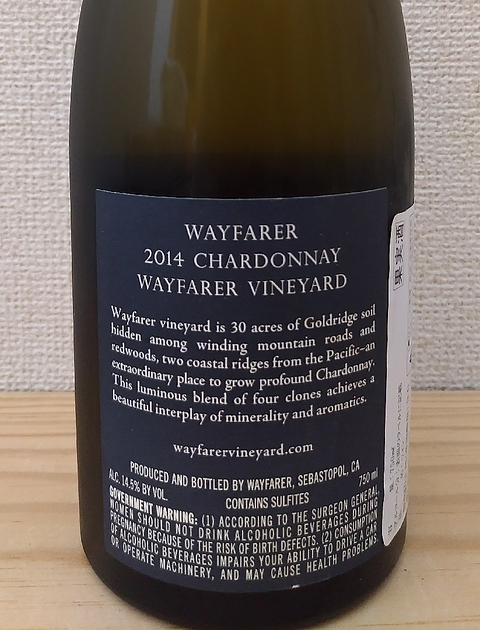 WAYFARER
2014 CHARDONNAY
WAYFARER VINEYARD
Wayfarer vineyard is 30 acres of Goldridge soil
hidden among winding mountain roads and
redwoods, two coastal ridges from the Pacific–an
extraordinary place to grow profound Chardonnay.
This luminous blend of four clones achieves a
beautiful interplay of minerality and aromatics.
wayfarervineyard.com
PRODUCED AND BOTTLED BY WAYFARER, SEBASTOPOL, CA
ALC. 14.5% BY VOL. CONTAINS SULFITES 750 ml
GOVERNMENT WARNING: (1) ACCORDING TO THE SURGEON GENERAL,
WOMEN SHOULD NOT DRINK ALCOHOLIC BEVERAGES DURING
PREGNANCY BECAUSE OF THE RISK OF BIRTH DEFECTS. (2) CONSUMPTION
OF ALCOHOLIC BEVERAGES IMPAIRS YOUR ABILITY TO DRIVE A CAR
OR OPERATE MACHINERY, AND MAY CAUSE HEALTH PROBLEMS.
果実酒